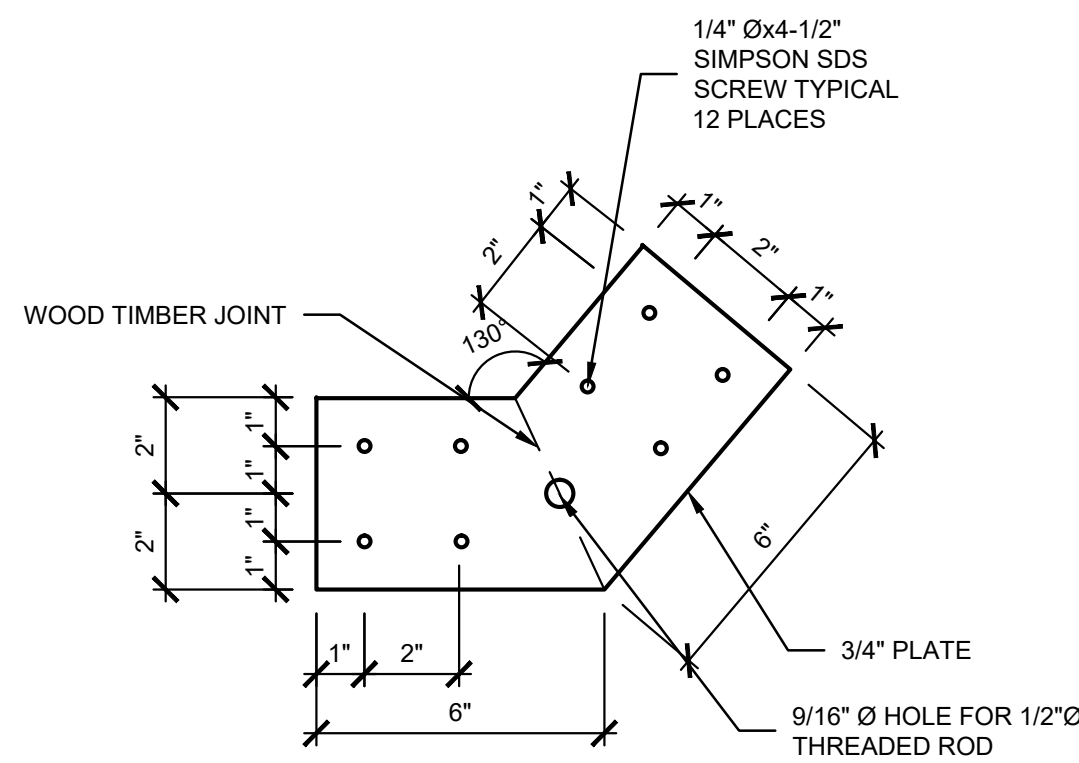 1/4" Øx4-1/2"
SIMPSON SDS
SCREW TYPICAL
12 PLACES
1"
2"
1"
2"
1"
WOOD TIMBER JOINT
130°
2"
2"
1"
1"
1"
1"
6"
1"
2"
6"
3/4" PLATE
9/16" Ø HOLE FOR 1/2"Ø
THREADED ROD